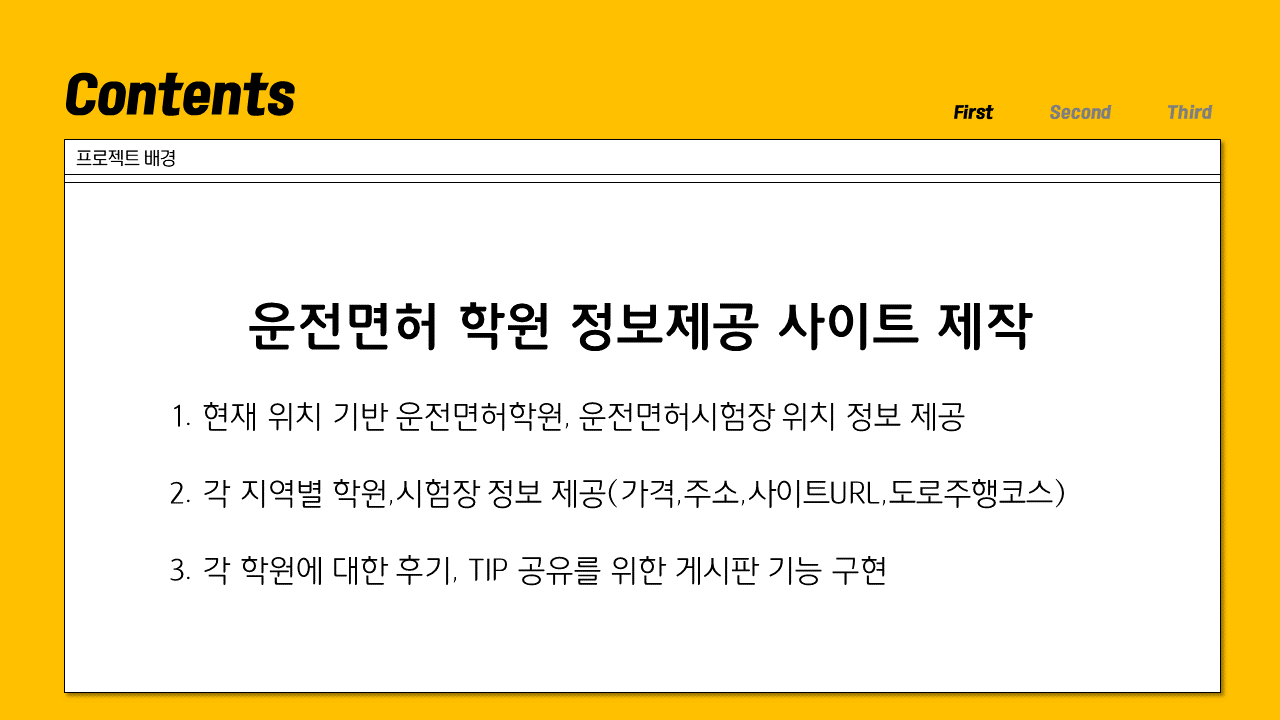 Contents
First Second Third
프로젝트 배경
운전면허 학원 정보제공 사이트 제작
1. 현재 위치 기반 운전면허학원, 운전면허시험장 위치 정보 제공
2. 각 지역별 학원,시험장 정보 제공(가격,주소,사이트URL,도로주행코스)
3. 각 학원에 대한 후기, TIP 공유를 위한 게시판 기능 구현